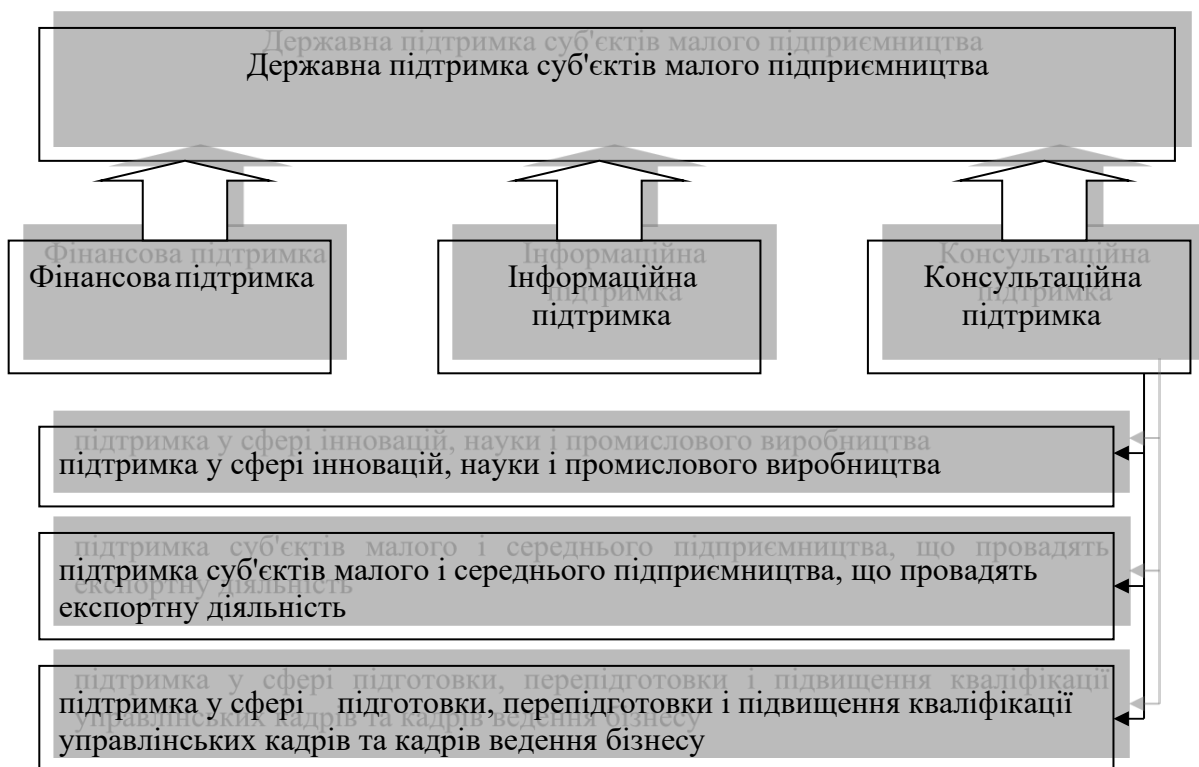 Державна підтримка суб'єктів малого підприємництва
Фінансова підтримка
Інформаційна
підтримка
Консультаційна
підтримка
підтримка у сфері інновацій, науки і промислового виробництва
підтримка суб'єктів малого і середнього підприємництва, що провадять
експортну діяльність
підтримка у сфері підготовки, перепідготовки і підвищення кваліфікації
управлінських кадрів та кадрів ведення бізнесу